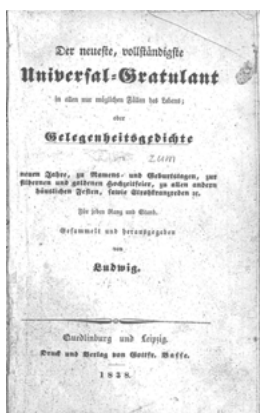 Der neueste, vollständigste
Universal-Gratulant
in allen nur möglichen Fällen des Lebens;
oder
Gelegenheitsgedichte
zum
neuen Jahre, zu Namens- und Geburtstagen, zur
silbernen und goldenen Hochzeitfeier, zu allen andern
häuslichen Festen, sowie Strohkranzreden ꝛc.
Für jeden Rang und Stand.
Gesammelt und herausgegeben
von
Ludwig.
Quedlinburg und Leipzig.
Druck und Verlag von Gottfr. Basse.
1838.